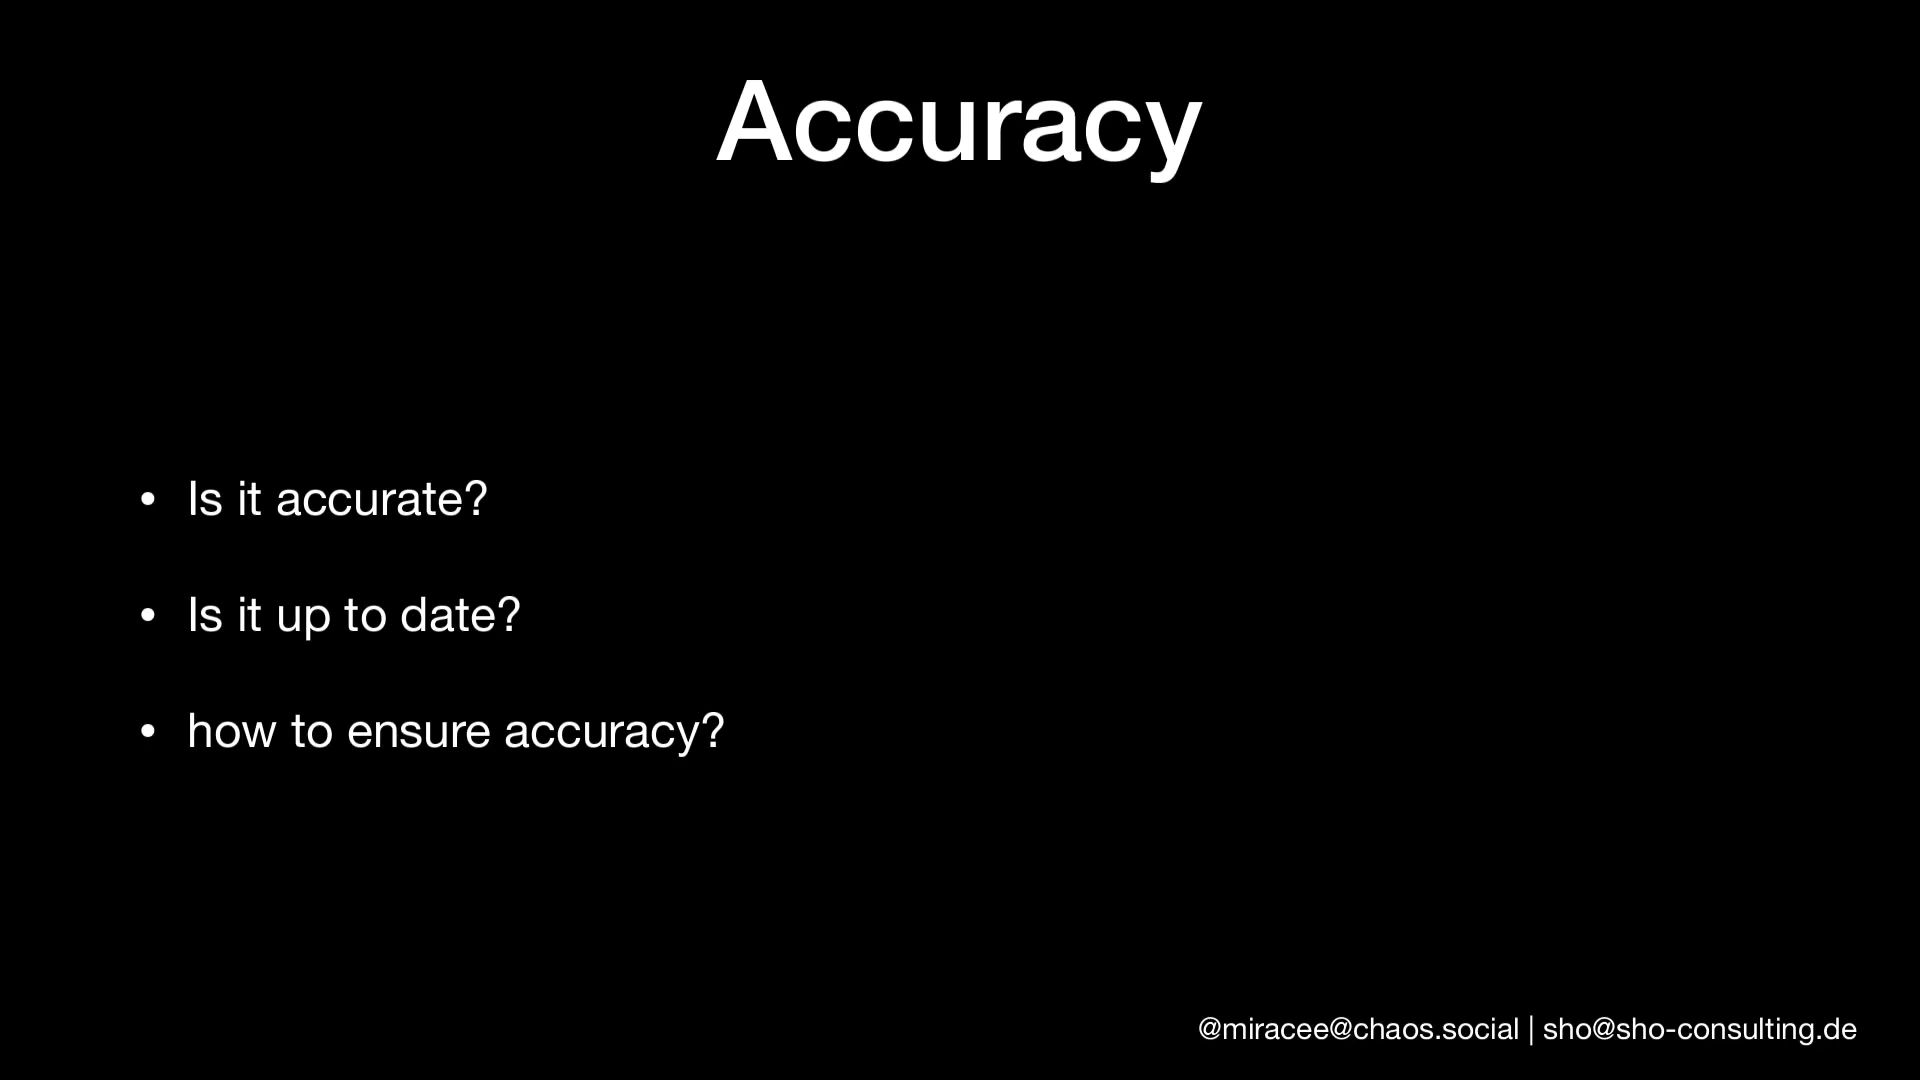 Accuracy
• Is it accurate?
• Is it up to date?
• how to ensure accuracy?
@miracee@chaos.social | sho@sho-consulting.de